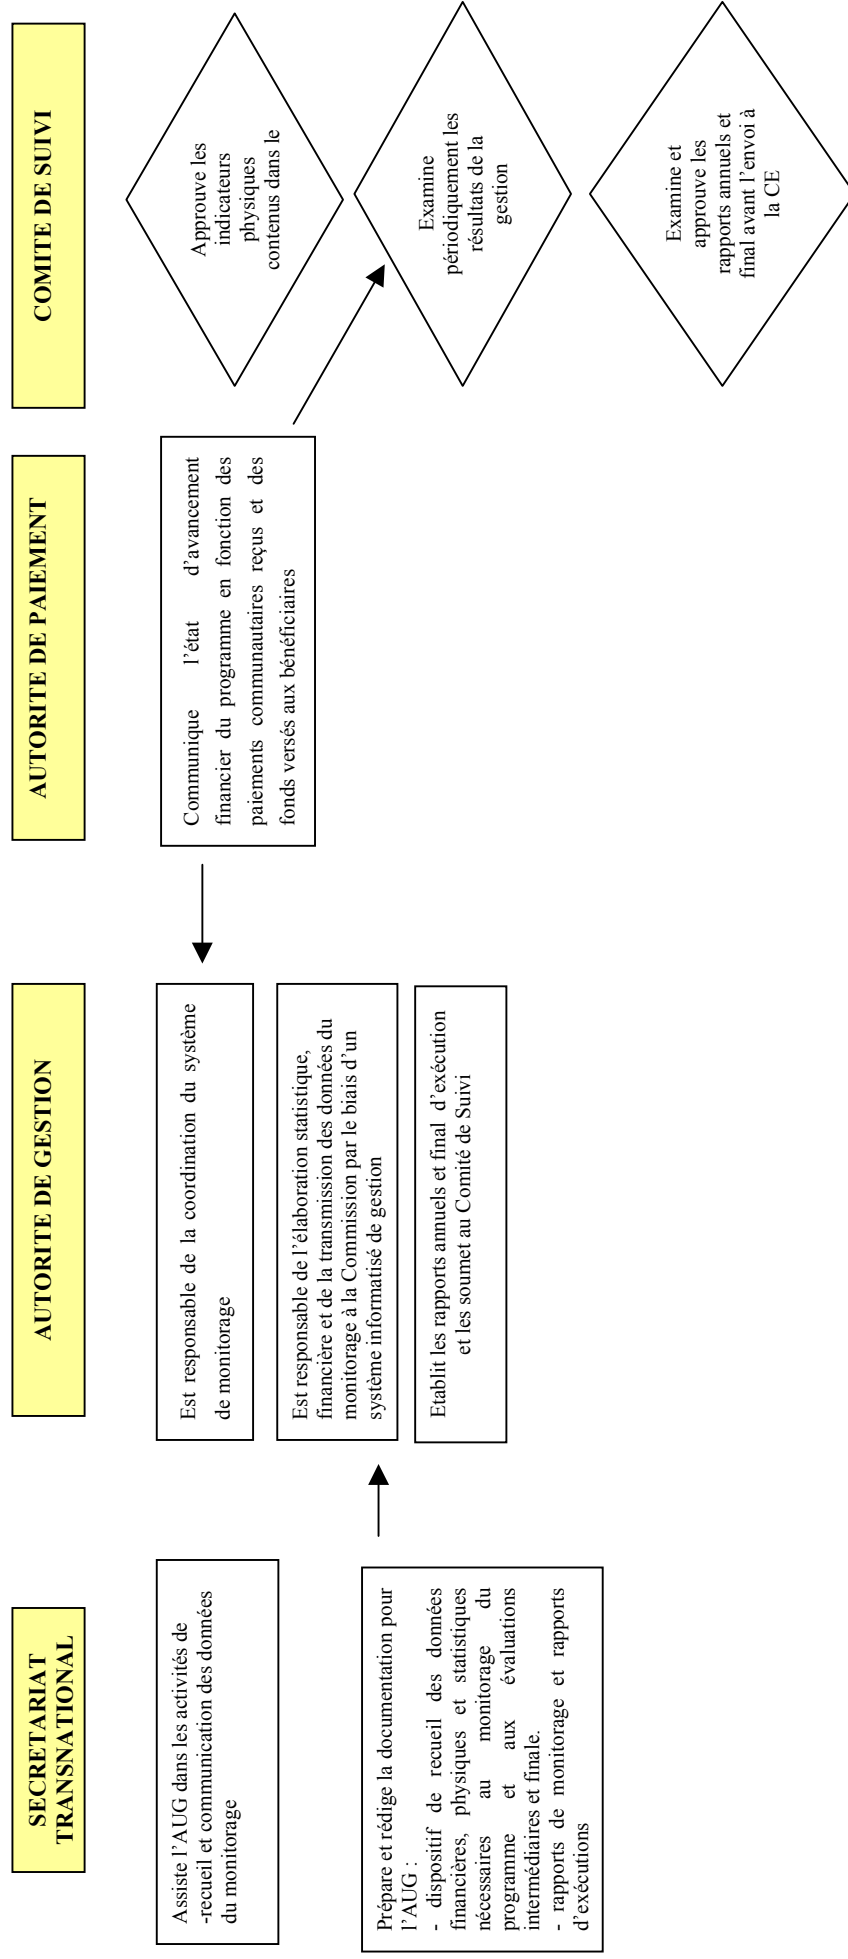 SECRETARIAT
TRANSNATIONAL
AUTORITE DE GESTION
AUTORITE DE PAIEMENT
COMITE DE SUIVI
Assiste l’AUG dans les activités de
-recueil et communication des données
du monitorage
Prépare et rédige la documentation pour
l’AUG :
- dispositif de recueil des données
financières, physiques et statistiques
nécessaires au monitorage du
programme et aux évaluations
intermédiaires et finale.
- rapports de monitorage et rapports
d’exécutions
Est responsable de la coordination du système
de monitorage
Est responsable de l’élaboration statistique,
financière et de la transmission des données du
monitorage à la Commission par le biais d’un
système informatisé de gestion
Etablit les rapports annuels et final d’exécution
et les soumet au Comité de Suivi
Communique l’état d’avancement
financier du programme en fonction des
paiements communautaires reçus et des
fonds versés aux bénéficiaires
Approuve les
indicateurs
physiques
contenus dans le
Examine
périodiquement les
résultats de la
gestion
Examine et
approuve les
rapports annuels et
final avant l’envoi à
la CE